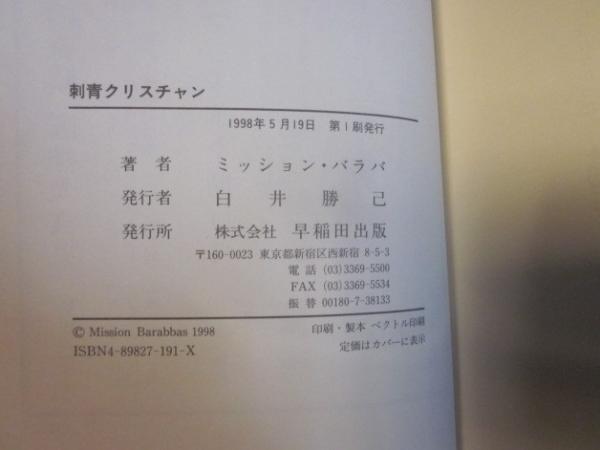 刺青クリスチャン
1998年5月19日 第1刷発行
著者 ミッション・バラバ
発行者 白井勝己
発行所 株式会社 早稲田出版
〒160-0023 東京都新宿区西新宿 8-5-3
電話 (03)3369-5500
FAX (03)3369-5534
振替 00180-7-38133
© Mission Barabbas 1998 印刷・製本 ベクトル印刷
ISBN4-89827-191-X 定価はカバーに表示